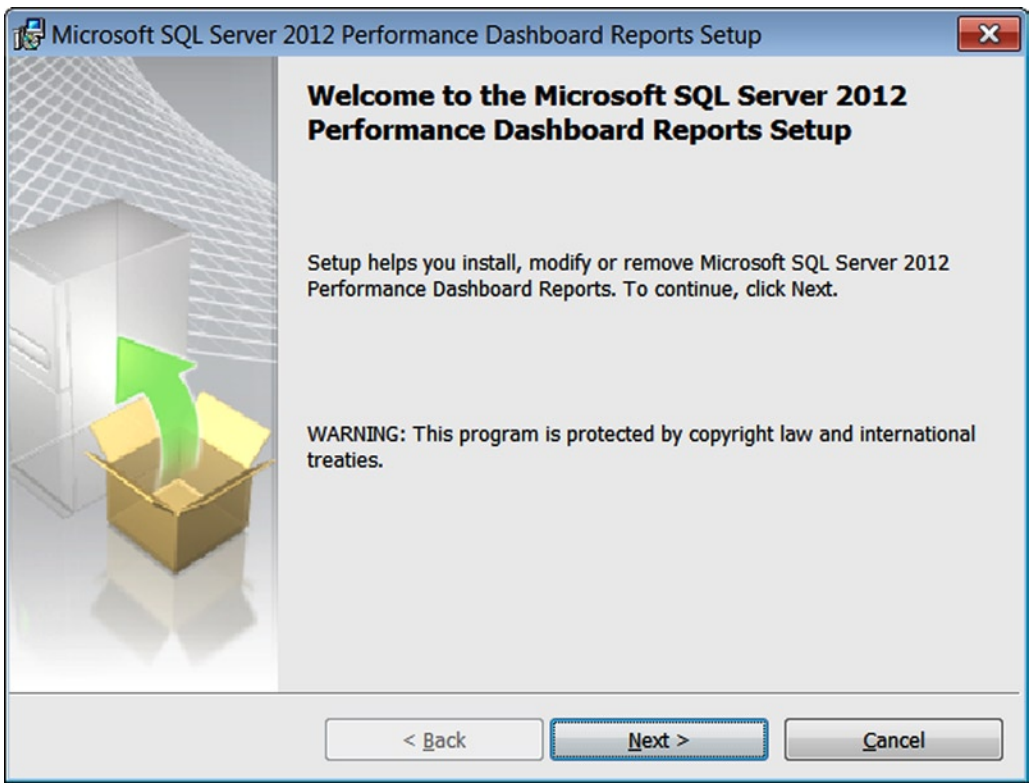 Microsoft SQL Server 2012 Performance Dashboard Reports Setup
Welcome to the Microsoft SQL Server 2012
Performance Dashboard Reports Setup
Setup helps you install, modify or remove Microsoft SQL Server 2012
Performance Dashboard Reports. To continue, click Next.
WARNING: This program is protected by copyright law and international
treaties.
< Back
Next >
Cancel